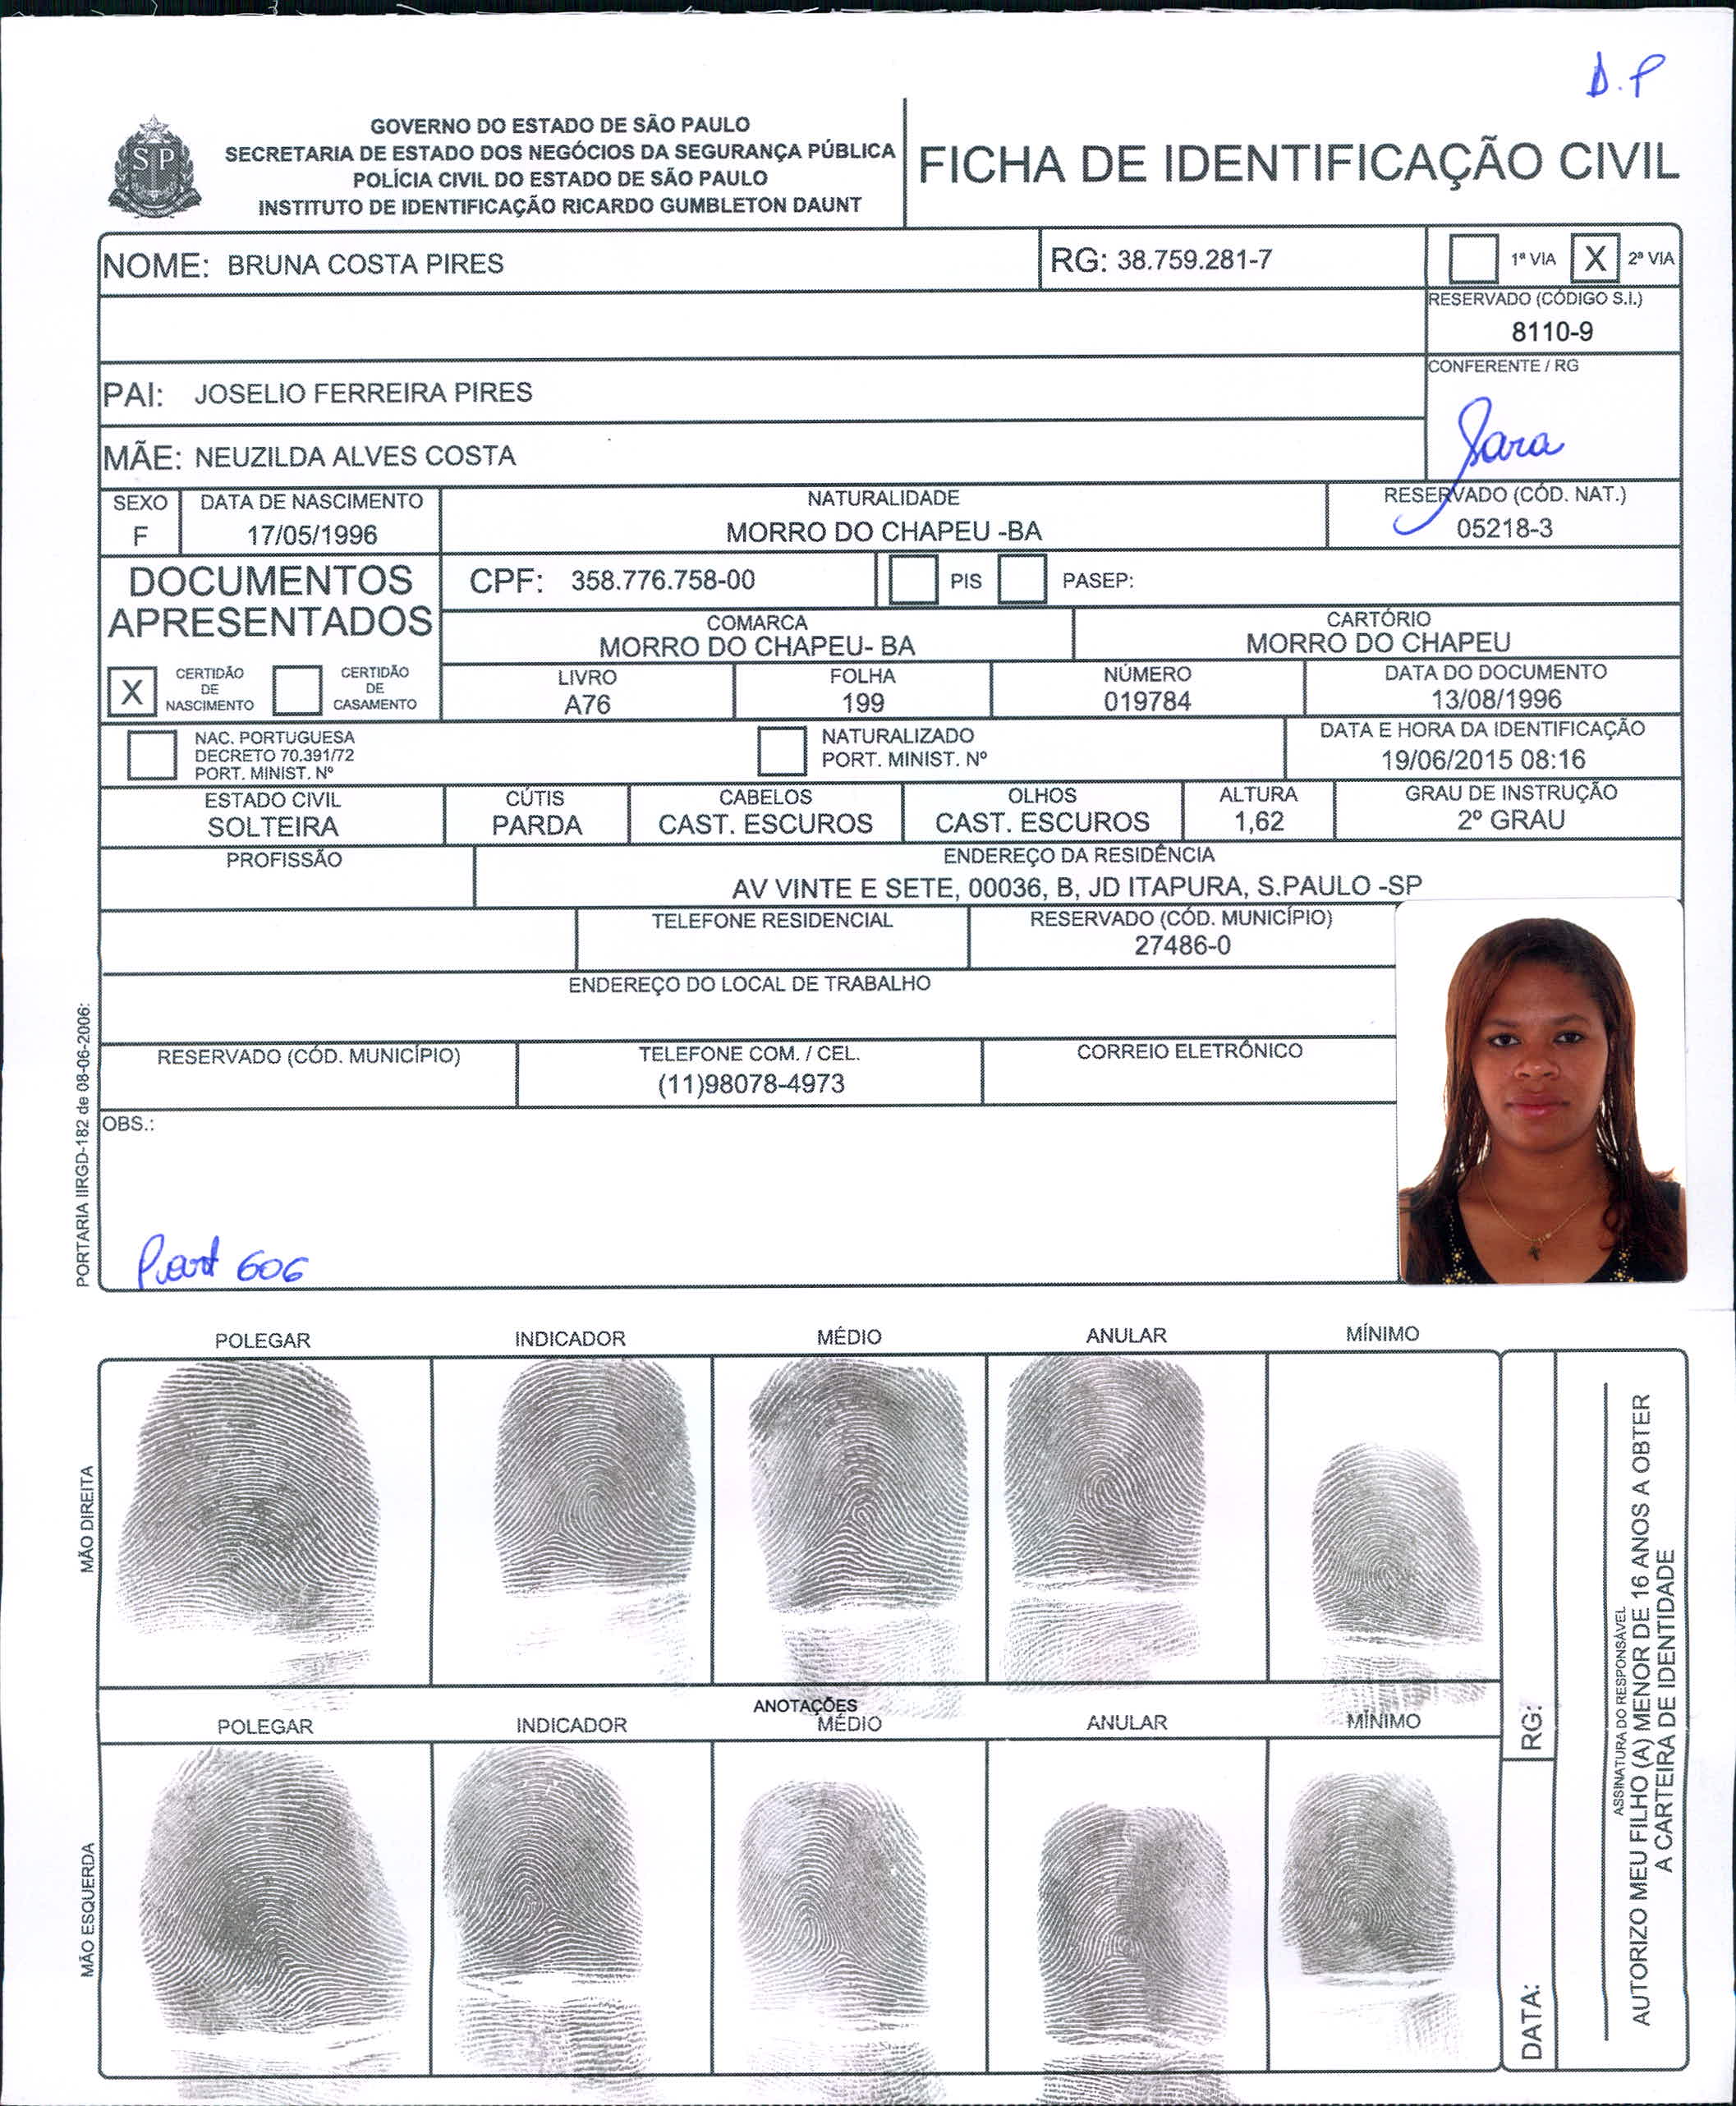 D.P
GOVERNO DO ESTADO DE SÃO PAULO
SECRETARIA DE ESTADO DOS NEGÓCIOS DA SEGURANÇA PÚBLICA
POLÍCIA CIVIL DO ESTADO DE SÃO PAULO
INSTITUTO DE IDENTIFICAÇÃO RICARDO GUMBLETON DAUNT
SP
FICHA DE IDENTIFICAÇÃO CIVIL
NOME: BRUNA COSTA PIRES
RG: 38.759.281-7
1ª VIA X 2ª VIA
RESERVADO (CÓDIGO S.I.)
8110-9
PAI: JOSELIO FERREIRA PIRES
CONFERENTE / RG
MÃE: NEUZILDA ALVES COSTA
SEXO
F
DATA DE NASCIMENTO
17/05/1996
NATURALIDADE
MORRO DO CHAPEU -BA
RESERVADO (CÓD. NAT.)
05218-3
DOCUMENTOS
APRESENTADOS
CPF: 358.776.758-00
PIS
PASEP:
COMARCA
MORRO DO CHAPEU- BA
CARTÓRIO
MORRO DO CHAPEU
X
CERTIDÃO
DE
NASCIMENTO
CERTIDÃO
DE
CASAMENTO
LIVRO
A76
FOLHA
199
NÚMERO
019784
DATA DO DOCUMENTO
13/08/1996
NAC. PORTUGUESA
DECRETO 70.391/72
PORT. MINIST. Nº
NATURALIZADO
PORT. MINIST. Nº
DATA E HORA DA IDENTIFICAÇÃO
19/06/2015 08:16
ESTADO CIVIL
SOLTEIRA
CÚTIS
PARDA
CABELOS
CAST. ESCUROS
OLHOS
CAST. ESCUROS
ALTURA
1,62
GRAU DE INSTRUÇÃO
2º GRAU
PROFISSÃO
ENDEREÇO DA RESIDÊNCIA
AV VINTE E SETE, 00036, B, JD ITAPURA, S.PAULO -SP
TELEFONE RESIDENCIAL
RESERVADO (CÓD. MUNICÍPIO)
27486-0
ENDEREÇO DO LOCAL DE TRABALHO
RESERVADO (CÓD. MUNICÍPIO)
TELEFONE COM. / CEL.
(11)98078-4973
CORREIO ELETRÔNICO
OBS.:
606
PORTARIA IIRGD-182 de 08-06-2006:
POLEGAR INDICADOR MÉDIO ANULAR MÍNIMO
MÃO DIREITA
ANOTAÇÕES
POLEGAR INDICADOR MÉDIO ANULAR MÍNIMO
MÃO ESQUERDA
RG:
DATA:
ASSINATURA DO RESPONSÁVEL
AUTORIZO MEU FILHO (A) MENOR DE 16 ANOS A OBTER
A CARTEIRA DE IDENTIDADE